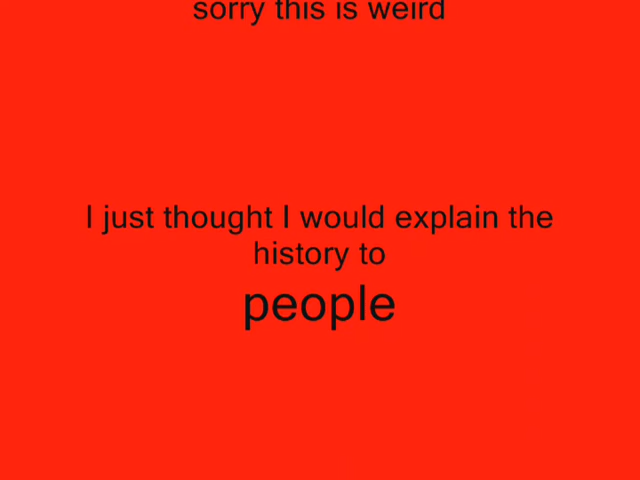 sorry this is weird
I just thought I would explain the
history to
people